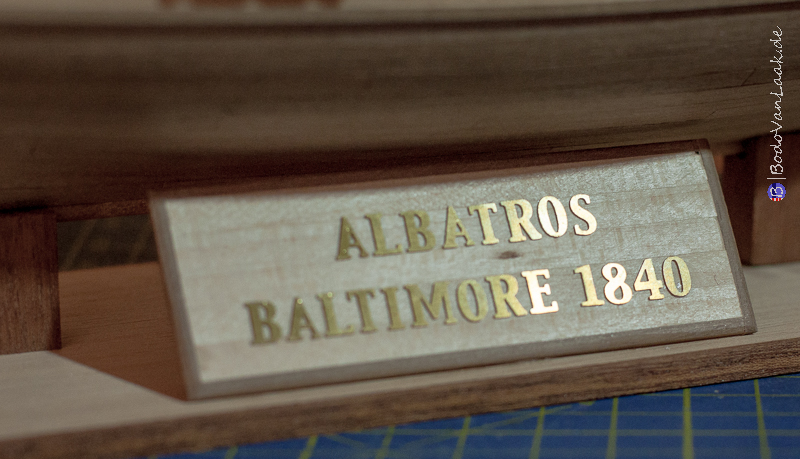 ALBATROS
BALTIMORE 1840
BodoVanLaak.de
B